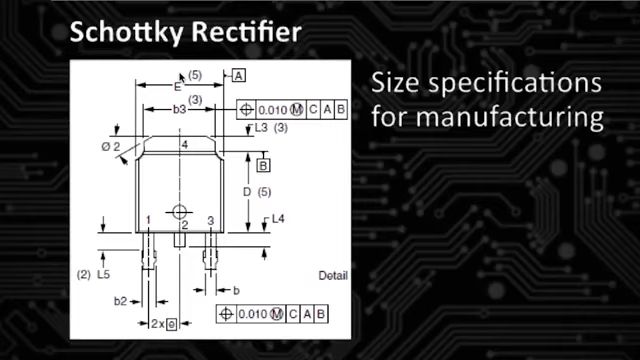 Schottky Rectifier
Size specifications
for manufacturing
(5)
E
A
(3)
b3
⌖ 0.010 Ⓜ C A B
L3 (3)
Ø 2
4
B
D (5)
1 2 3
L4
(2) L5
Detail
b
b2
⌖ 0.010 Ⓜ C A B
2x e